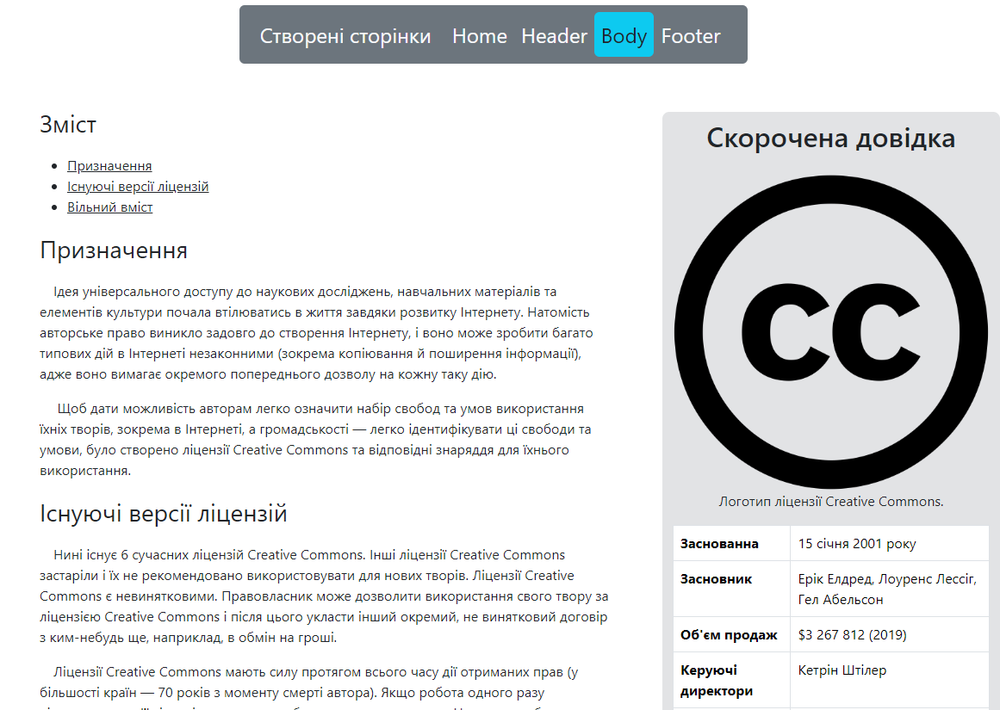 Створені сторінки Home Header Body Footer
Зміст
Призначення
Існуючі версії ліцензій
Вільний вміст
Призначення
Ідея універсального доступу до наукових досліджень, навчальних матеріалів та
елементів культури почала втілюватись в життя завдяки розвитку Інтернету. Натомість
авторське право виникло задовго до створення Інтернету, і воно може зробити багато
типових дій в Інтернеті незаконними (зокрема копіювання й поширення інформації),
адже воно вимагає окремого попереднього дозволу на кожну таку дію.
Щоб дати можливість авторам легко означити набір свобод та умов використання
їхніх творів, зокрема в Інтернеті, а громадськості — легко ідентифікувати ці свободи та
умови, було створено ліцензії Creative Commons та відповідні знаряддя для їхнього
використання.
Існуючі версії ліцензій
Нині існує 6 сучасних ліцензій Creative Commons. Інші ліцензії Creative Commons
застаріли і їх не рекомендовано використовувати для нових творів. Ліцензії Creative
Commons є невинятковими. Правовласник може дозволити використання свого твору за
ліцензією Creative Commons і після цього укласти інший окремий, не винятковий договір
з ким-небудь ще, наприклад, в обмін на гроші.
Ліцензії Creative Commons мають силу протягом всього часу дії отриманих прав (у
більшості країн — 70 років з моменту смерті автора). Якщо робота одного разу
Скорочена довідка
cc
Логотип ліцензії Creative Commons.
Заснованна 15 січня 2001 року
Засновник Ерік Елдред, Лоуренс Лессіг,
Гел Абельсон
Об'єм продаж $3 267 812 (2019)
Керуючі Кетрін Штілер
директори